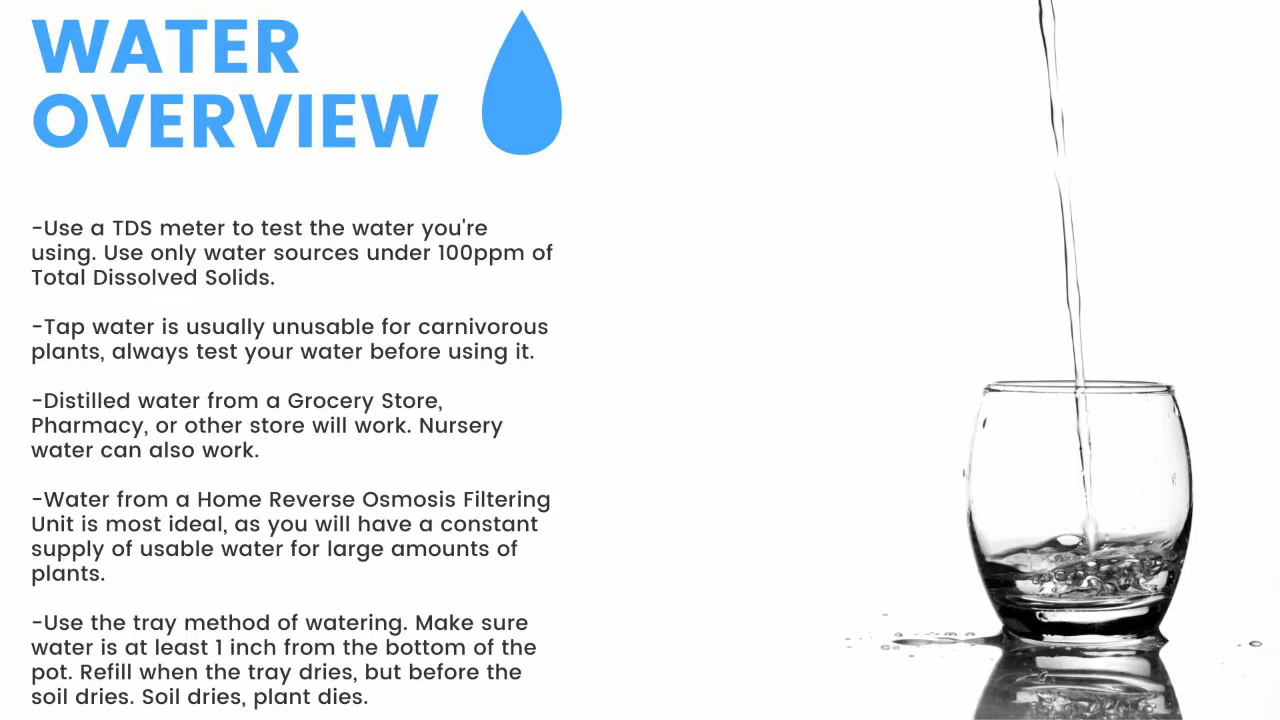 WATER
OVERVIEW
-Use a TDS meter to test the water you're
using. Use only water sources under 100ppm of
Total Dissolved Solids.
-Tap water is usually unusable for carnivorous
plants, always test your water before using it.
-Distilled water from a Grocery Store,
Pharmacy, or other store will work. Nursery
water can also work.
-Water from a Home Reverse Osmosis Filtering
Unit is most ideal, as you will have a constant
supply of usable water for large amounts of
plants.
-Use the tray method of watering. Make sure
water is at least 1 inch from the bottom of the
pot. Refill when the tray dries, but before the
soil dries. Soil dries, plant dies.